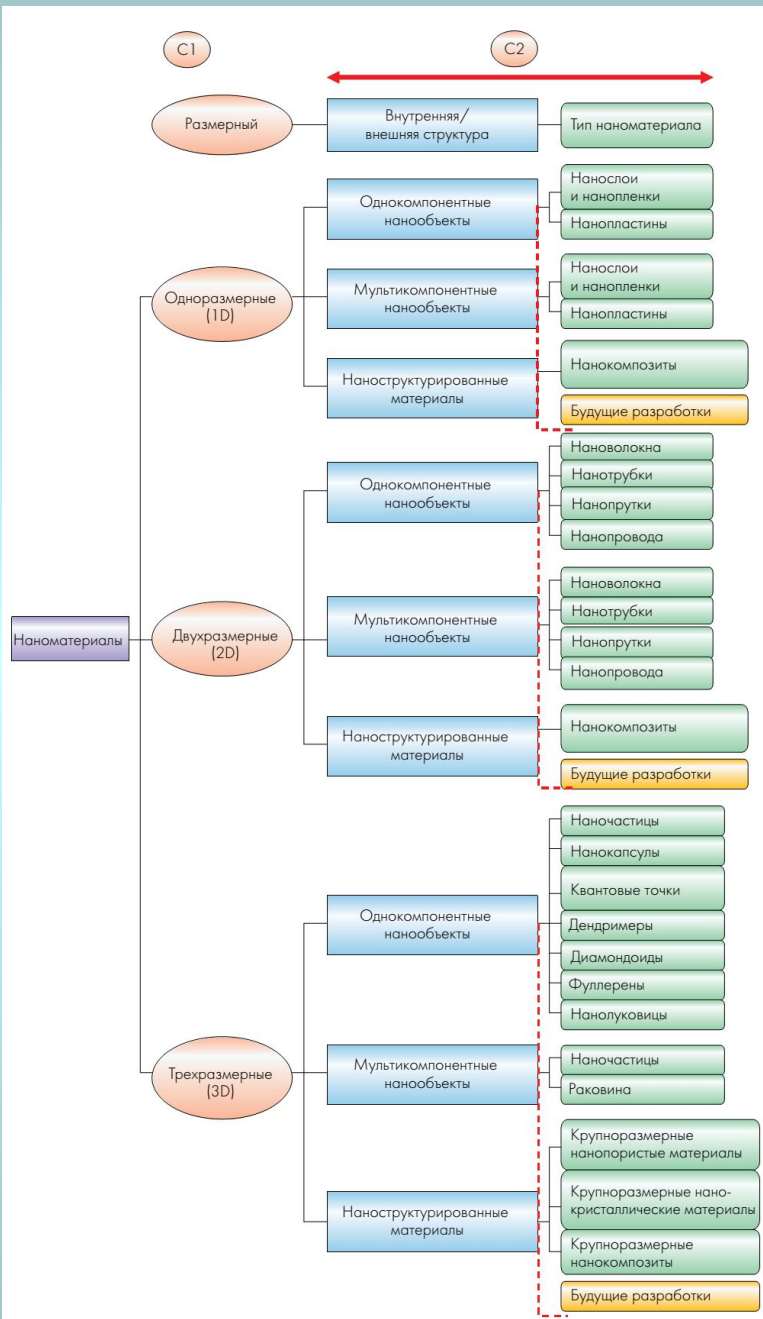 C1
C2
Размерный
Внутренняя/
внешняя структура
Тип наноматериала
Наноматериалы
Одноразмерные
(1D)
Однокомпонентные
нанообъекты
Нанослои
и нанопленки
Нанопластины
Мультикомпонентные
нанообъекты
Нанослои
и нанопленки
Нанопластины
Наноструктурированные
материалы
Нанокомпозиты
Будущие разработки
Двухразмерные
(2D)
Однокомпонентные
нанообъекты
Нановолокна
Нанотрубки
Нанопрутки
Нанопровода
Мультикомпонентные
нанообъекты
Нановолокна
Нанотрубки
Нанопрутки
Нанопровода
Наноструктурированные
материалы
Нанокомпозиты
Будущие разработки
Трехразмерные
(3D)
Однокомпонентные
нанообъекты
Наночастицы
Нанокапсулы
Квантовые точки
Дендримеры
Диамондоиды
Фуллерены
Нанолуковицы
Мультикомпонентные
нанообъекты
Наночастицы
Раковина
Наноструктурированные
материалы
Крупноразмерные
нанопористые материалы
Крупноразмерные нано-
кристаллические материалы
Крупноразмерные
нанокомпозиты
Будущие разработки